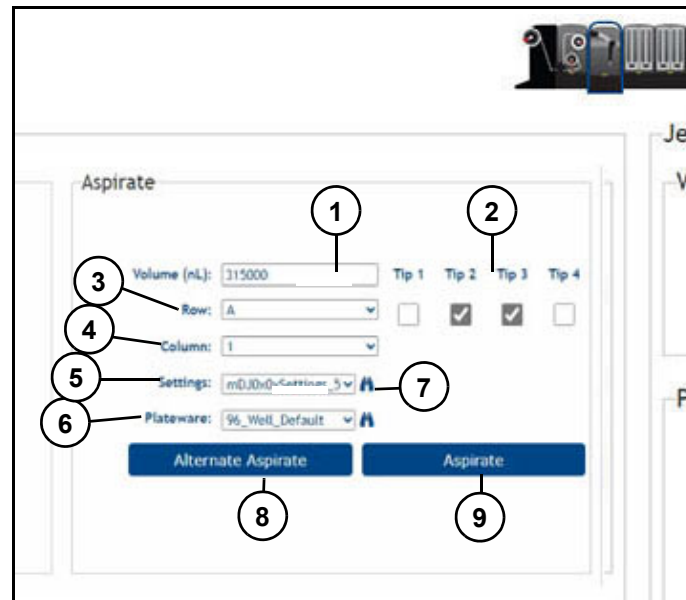 Je
Aspirate
V
1
2
Volume (nL): 315000 Tip 1 Tip 2 Tip 3 Tip 4
3
Row: A
4
Column: 1
5
Settings:
7
6
Plateware: 96_Well_Default
P
Alternate Aspirate Aspirate
8
9